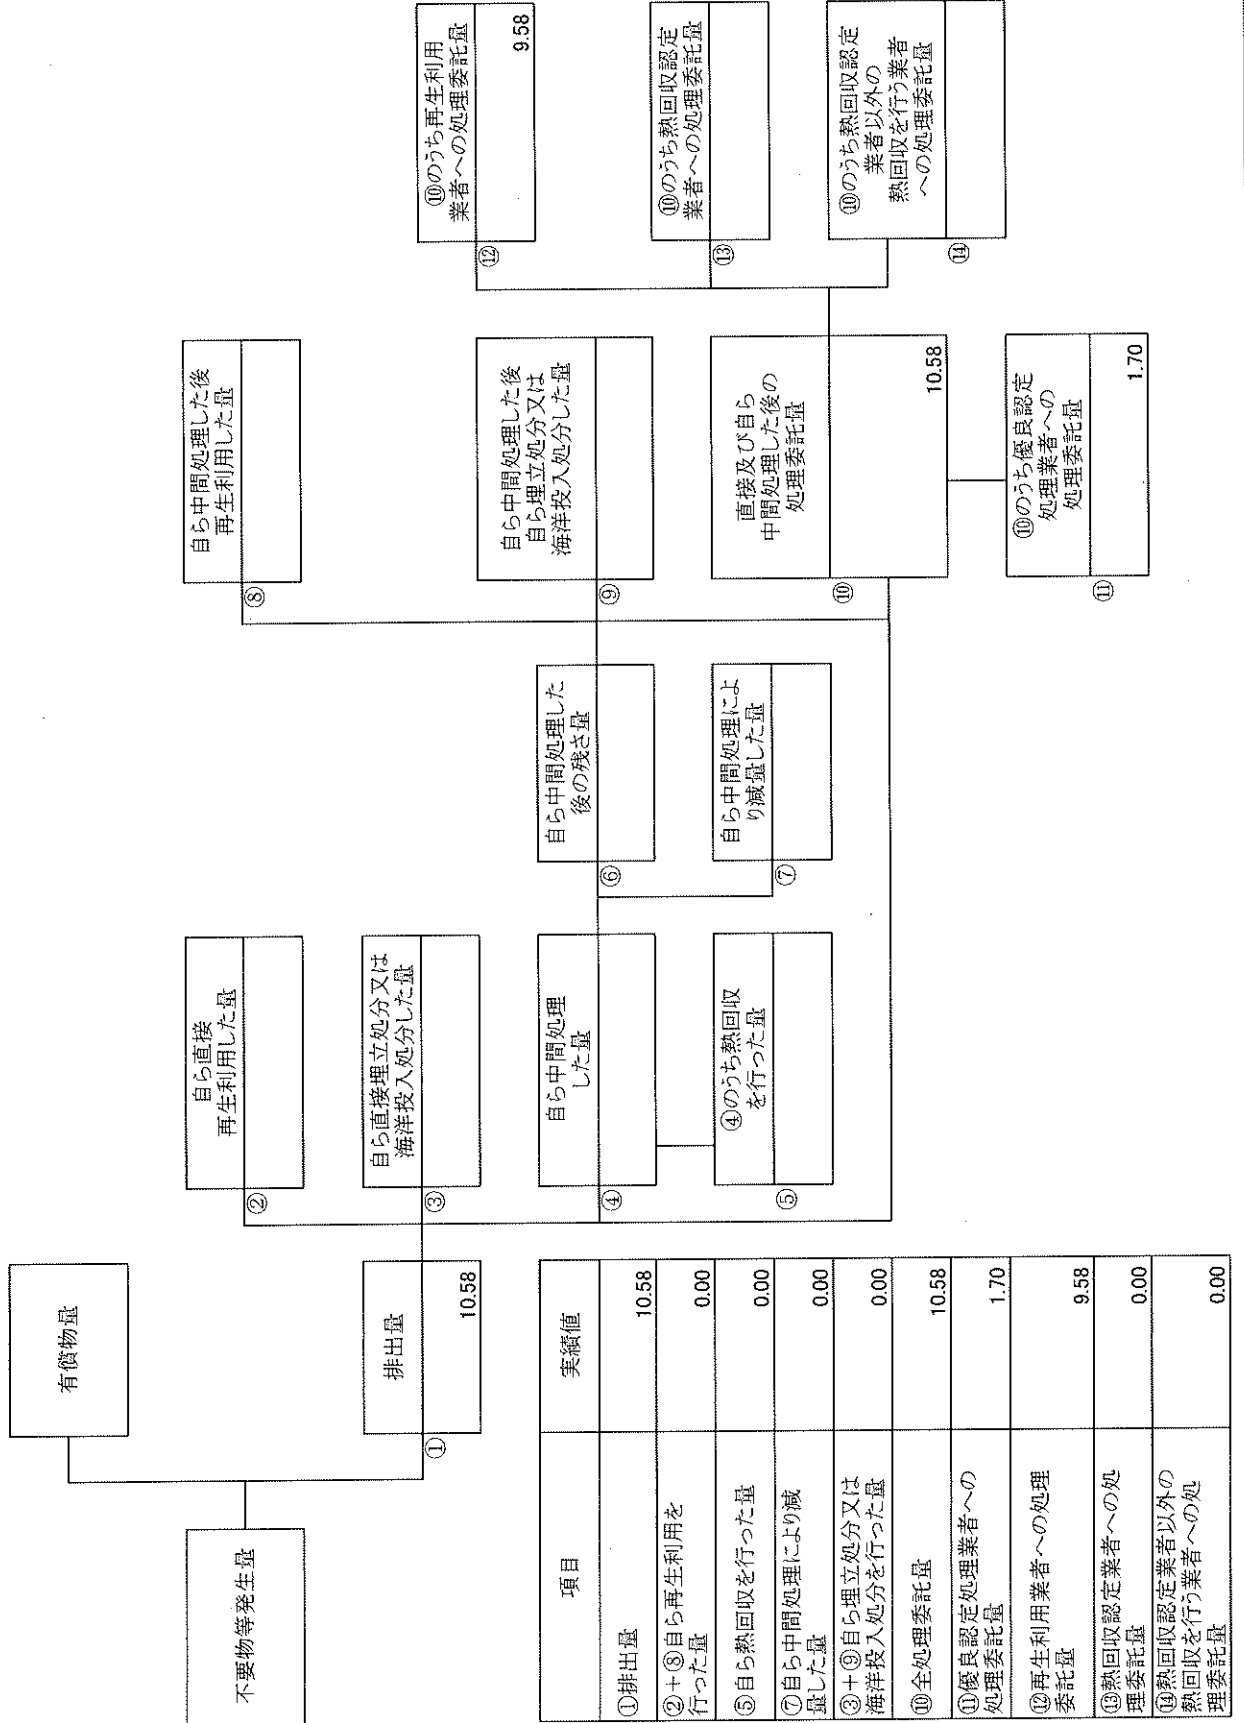 不要物等発生量
有償物量
排出量
①
10.58
自ら直接
再生利用した量
②
自ら直接埋立処分又は
海洋投入処分した量
③
自ら中間処理
した量
④
④のうち熱回収
を行った量
⑤
自ら中間処理した
後の残さ量
⑥
自ら中間処理によ
り減量した量
⑦
自ら中間処理した後
再生利用した量
⑧
自ら中間処理した後
自ら埋立処分又は
海洋投入処分した量
⑨
直接及び自ら
中間処理した後の
処理委託量
⑩
10.58
⑩のうち優良認定
処理業者への
処理委託量
⑪
1.70
⑩のうち再生利用
業者への処理委託量
⑫
9.58
⑩のうち熱回収認定
業者への処理委託量
⑬
⑩のうち熱回収認定
業者以外の
熱回収を行う業者
への処理委託量
⑭
項目 実績値
①排出量 10.58
②+⑧自ら再生利用を
行った量 0.00
⑤自ら熱回収を行った量 0.00
⑦自ら中間処理により減
量した量 0.00
③+⑨自ら埋立処分又は
海洋投入処分を行った量 0.00
⑩全処理委託量 10.58
⑪優良認定処理業者への
処理委託量 1.70
⑫再生利用業者への処理
委託量 9.58
⑬熱回収認定業者への処
理委託量 0.00
⑭熱回収認定業者以外の
熱回収を行う業者への処
理委託量 0.00